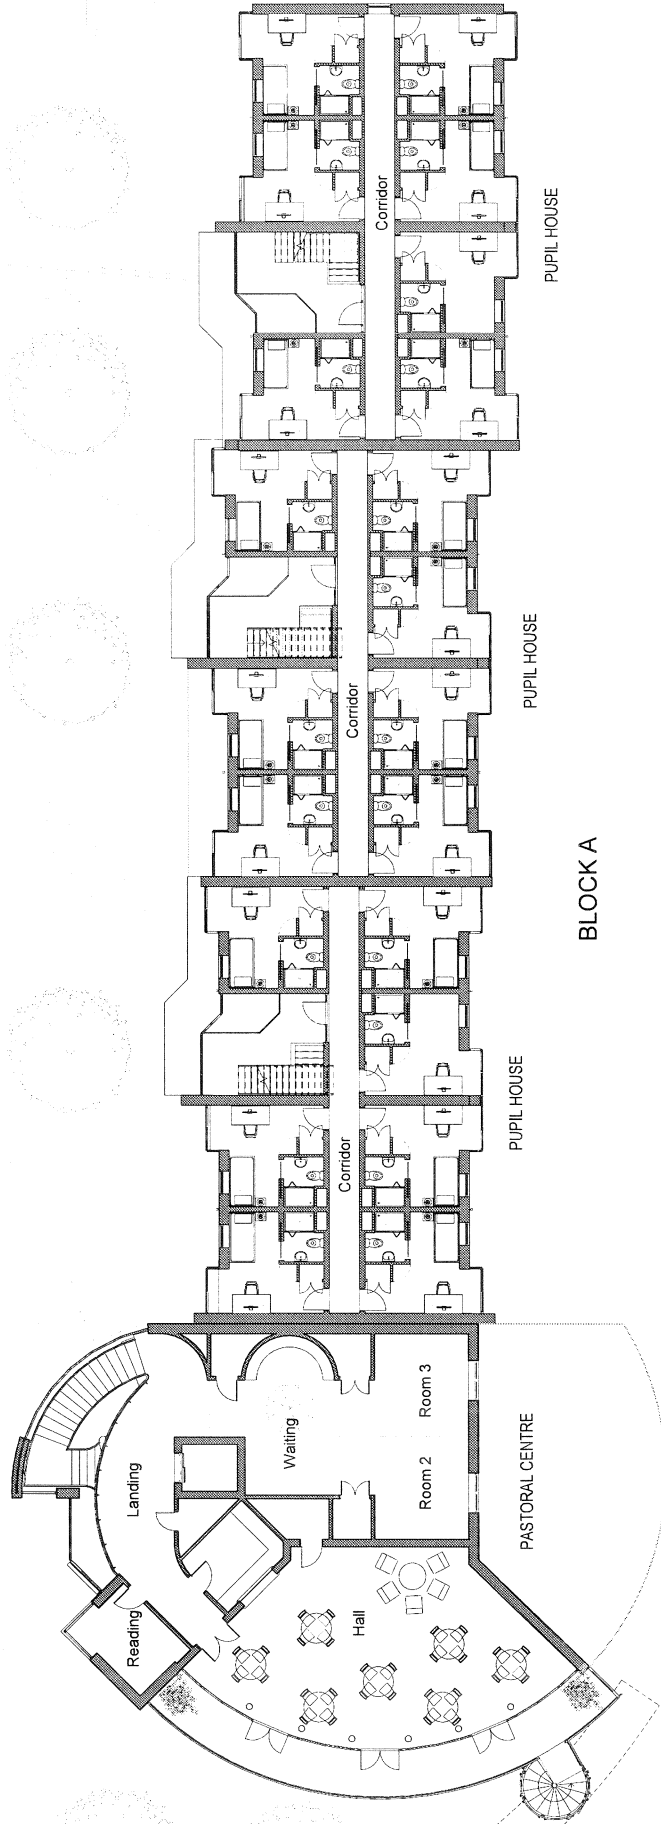 Corridor
PUPIL HOUSE
Corridor
PUPIL HOUSE
BLOCK A
Corridor
PUPIL HOUSE
Landing
Waiting
Room 2
Room 3
PASTORAL CENTRE
Reading
Hall